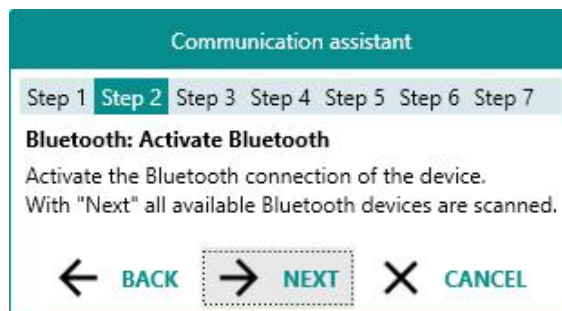 Communication assistant
Step 1 Step 2 Step 3 Step 4 Step 5 Step 6 Step 7
Bluetooth: Activate Bluetooth
Activate the Bluetooth connection of the device.
With "Next" all available Bluetooth devices are scanned.
BACK NEXT CANCEL